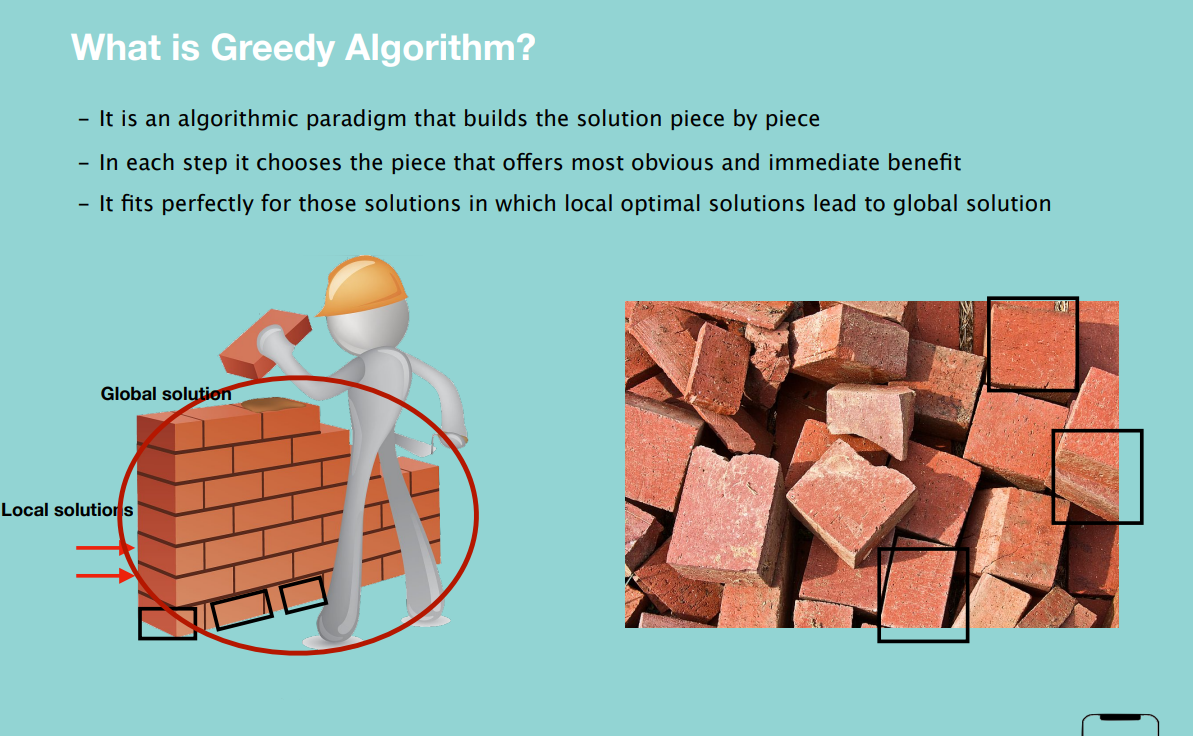 What is Greedy Algorithm?
– It is an algorithmic paradigm that builds the solution piece by piece
– In each step it chooses the piece that offers most obvious and immediate benefit
– It fits perfectly for those solutions in which local optimal solutions lead to global solution
Global solution
Local solutions